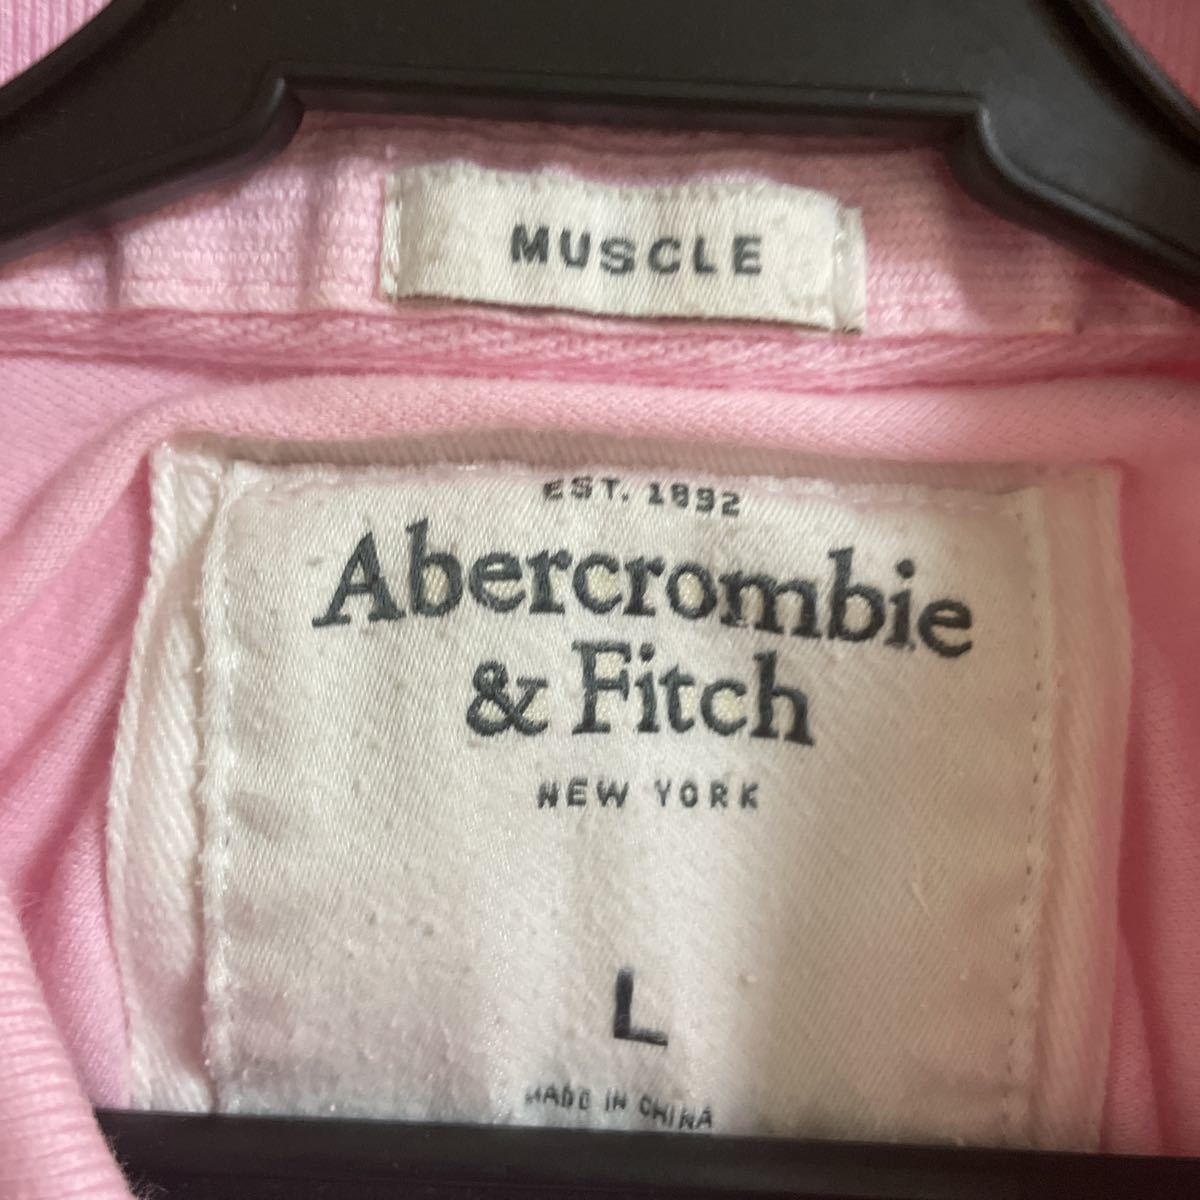 MUSCLE
EST. 1892
Abercrombie
& Fitch
NEW YORK
L
MADE IN CHINA